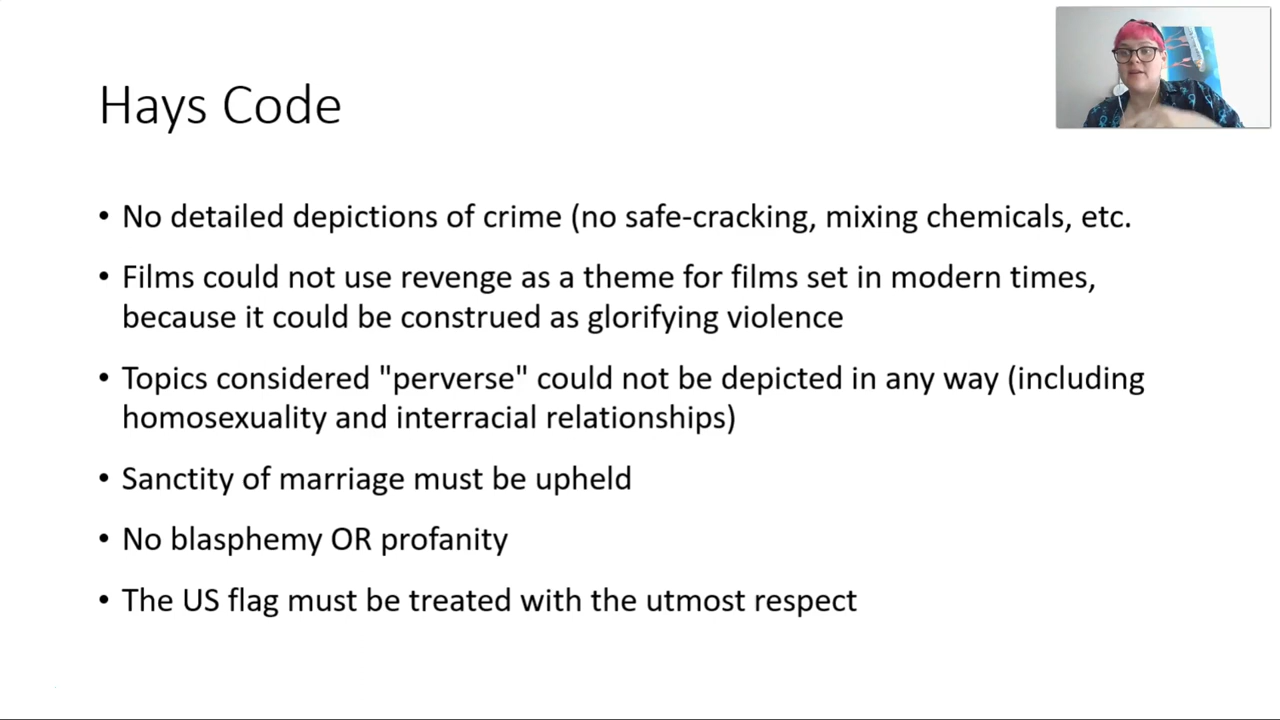 Hays Code
• No detailed depictions of crime (no safe-cracking, mixing chemicals, etc.
• Films could not use revenge as a theme for films set in modern times,
because it could be construed as glorifying violence
• Topics considered "perverse" could not be depicted in any way (including
homosexuality and interracial relationships)
• Sanctity of marriage must be upheld
• No blasphemy OR profanity
• The US flag must be treated with the utmost respect